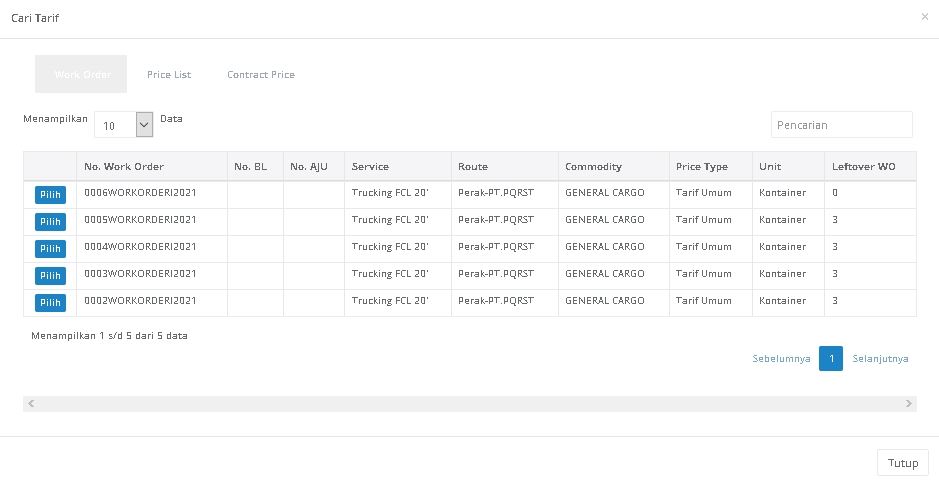 Cari Tarif ×
Work Order Price List Contract Price
Menampilkan 10 Data Pencarian
No. Work Order No. BL No. AJU Service Route Commodity Price Type Unit Leftover WO
Pilih 0006WORKORDERI2021 Trucking FCL 20' Perak-PT.PQRST GENERAL CARGO Tarif Umum Kontainer 0
Pilih 0005WORKORDERI2021 Trucking FCL 20' Perak-PT.PQRST GENERAL CARGO Tarif Umum Kontainer 3
Pilih 0004WORKORDERI2021 Trucking FCL 20' Perak-PT.PQRST GENERAL CARGO Tarif Umum Kontainer 3
Pilih 0003WORKORDERI2021 Trucking FCL 20' Perak-PT.PQRST GENERAL CARGO Tarif Umum Kontainer 3
Pilih 0002WORKORDERI2021 Trucking FCL 20' Perak-PT.PQRST GENERAL CARGO Tarif Umum Kontainer 3
Menampilkan 1 s/d 5 dari 5 data
Sebelumnya 1 Selanjutnya
Tutup